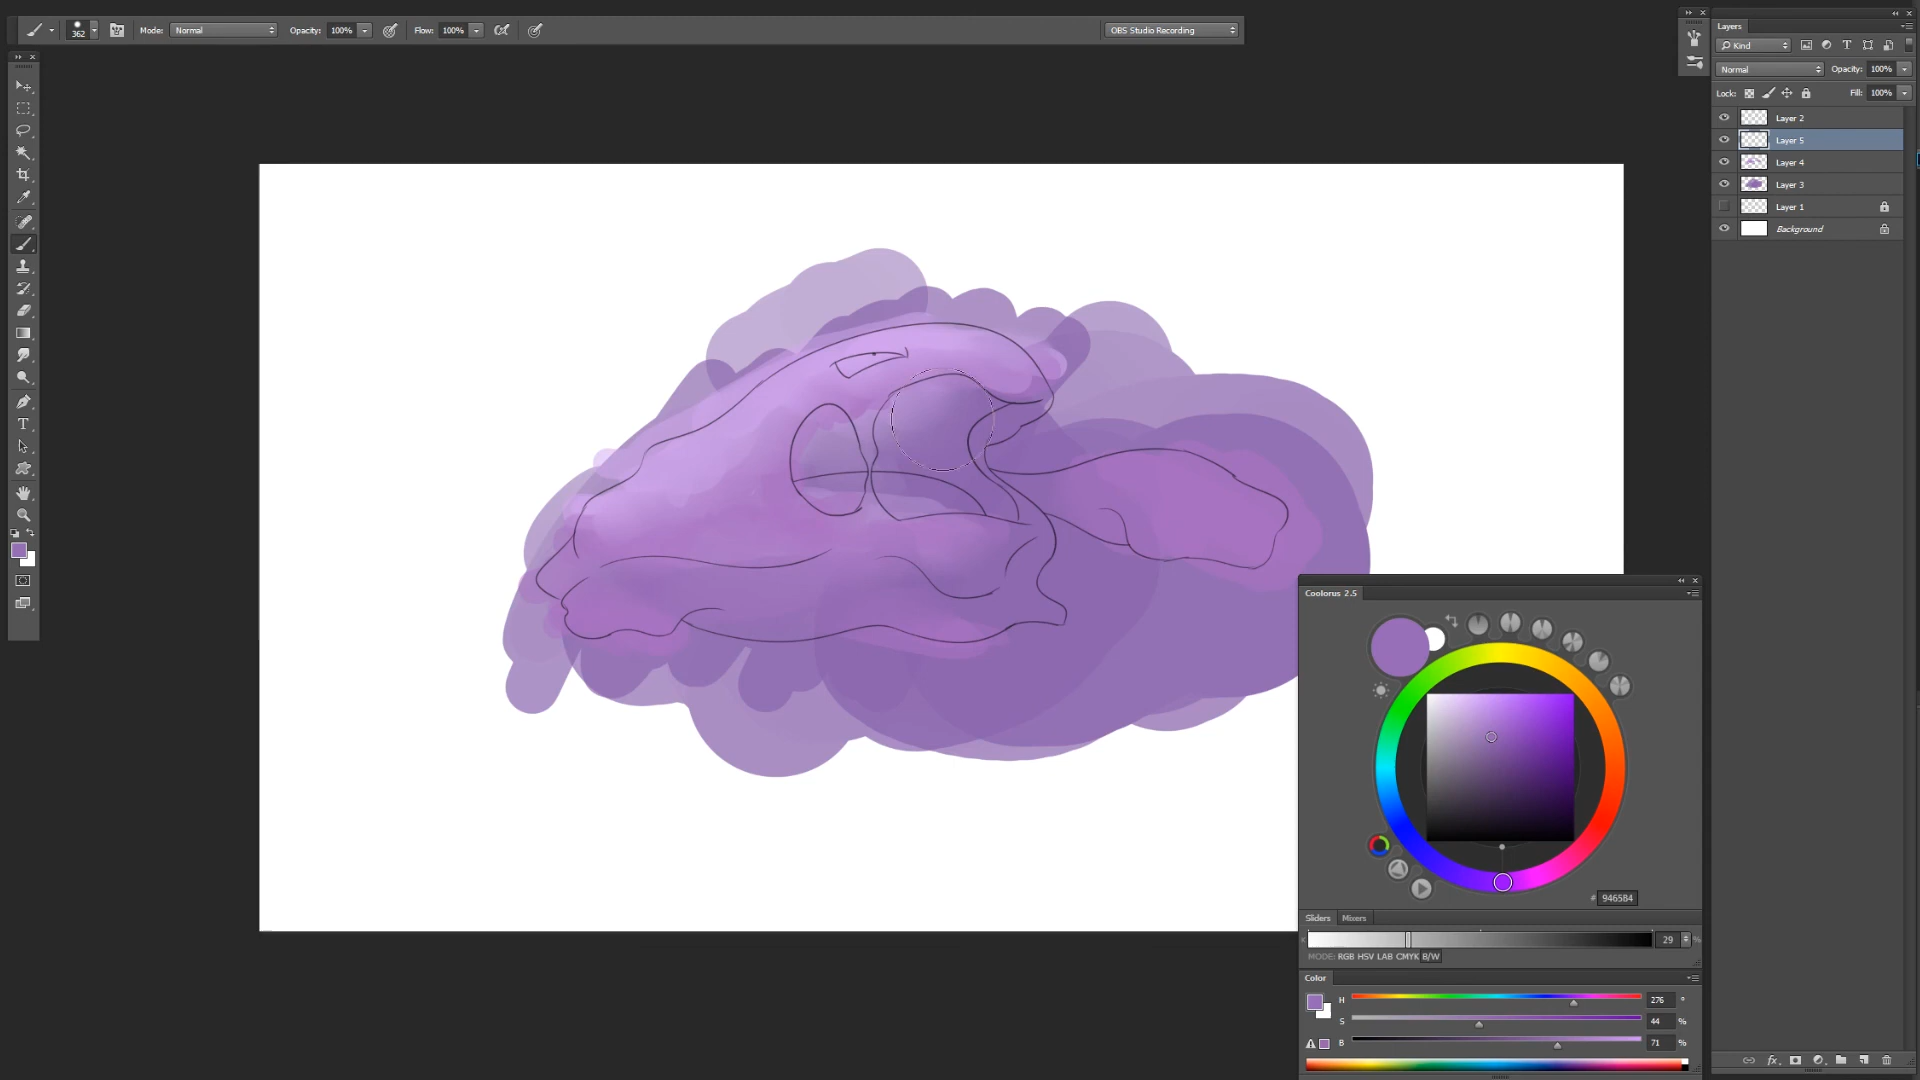 362 Mode: Normal Opacity: 100% Flow: 100% OBS Studio Recording
Layers
Kind
Normal Opacity: 100%
Lock: Fill: 100%
Layer 2
Layer 5
Layer 4
Layer 3
Layer 1
Background
Coolorus 2.5
# 946584
Sliders Mixers
29 %
MODE: RGB HSV LAB CMYK B/W
Color
H 276 °
S 44 %
B 71 %